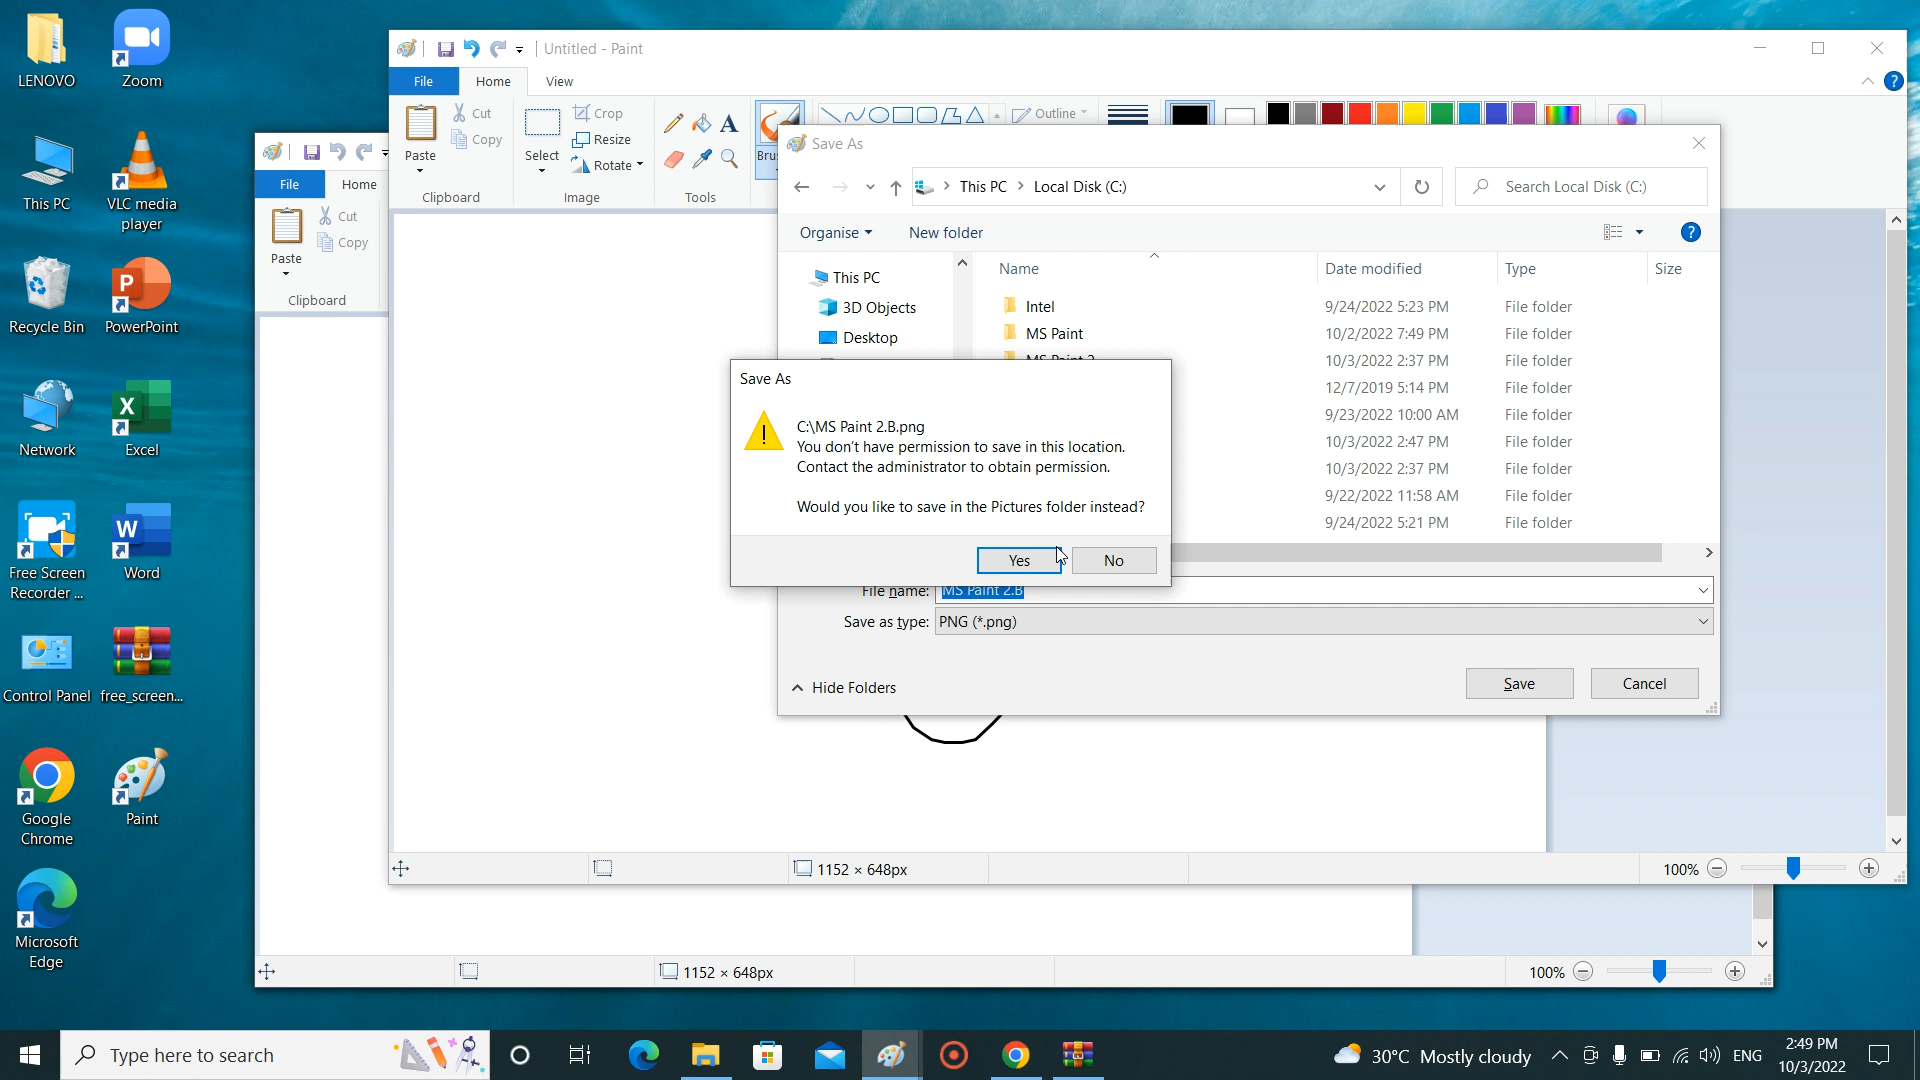 LENOVO
Zoom
This PC
VLC media
player
Recycle Bin
PowerPoint
Network
Excel
Free Screen
Recorder ...
Word
Control Panel
free_screen...
Google
Chrome
Paint
Microsoft
Edge
File
Home
Paste
Cut
Copy
Clipboard
1152 × 648px
100%
Untitled - Paint
File
Home
View
Paste
Cut
Copy
Clipboard
Select
Crop
Resize
Rotate
Image
A
Tools
Outline
1152 × 648px
100%
Save As
This PC
Local Disk (C:)
Search Local Disk (C:)
Organise
New folder
This PC
3D Objects
Desktop
Name
Date modified
Type
Size
Intel
9/24/2022 5:23 PM
File folder
MS Paint
10/2/2022 7:49 PM
File folder
MS Paint 2
10/3/2022 2:37 PM
File folder
12/7/2019 5:14 PM
File folder
9/23/2022 10:00 AM
File folder
10/3/2022 2:47 PM
File folder
10/3/2022 2:37 PM
File folder
9/22/2022 11:58 AM
File folder
9/24/2022 5:21 PM
File folder
File name:
MS Paint 2.B
Save as type:
PNG (*.png)
Hide Folders
Save
Cancel
Save As
C:\MS Paint 2.B.png
You don't have permission to save in this location.
Contact the administrator to obtain permission.
Would you like to save in the Pictures folder instead?
Yes
No
Type here to search
30°C Mostly cloudy
ENG
2:49 PM
10/3/2022